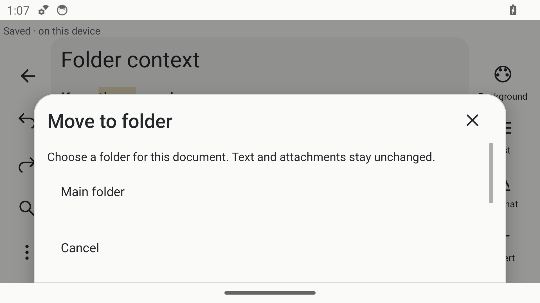 1:07
Saved · on this device
Folder context
Move to folder
Choose a folder for this document. Text and attachments stay unchanged.
Main folder
Cancel